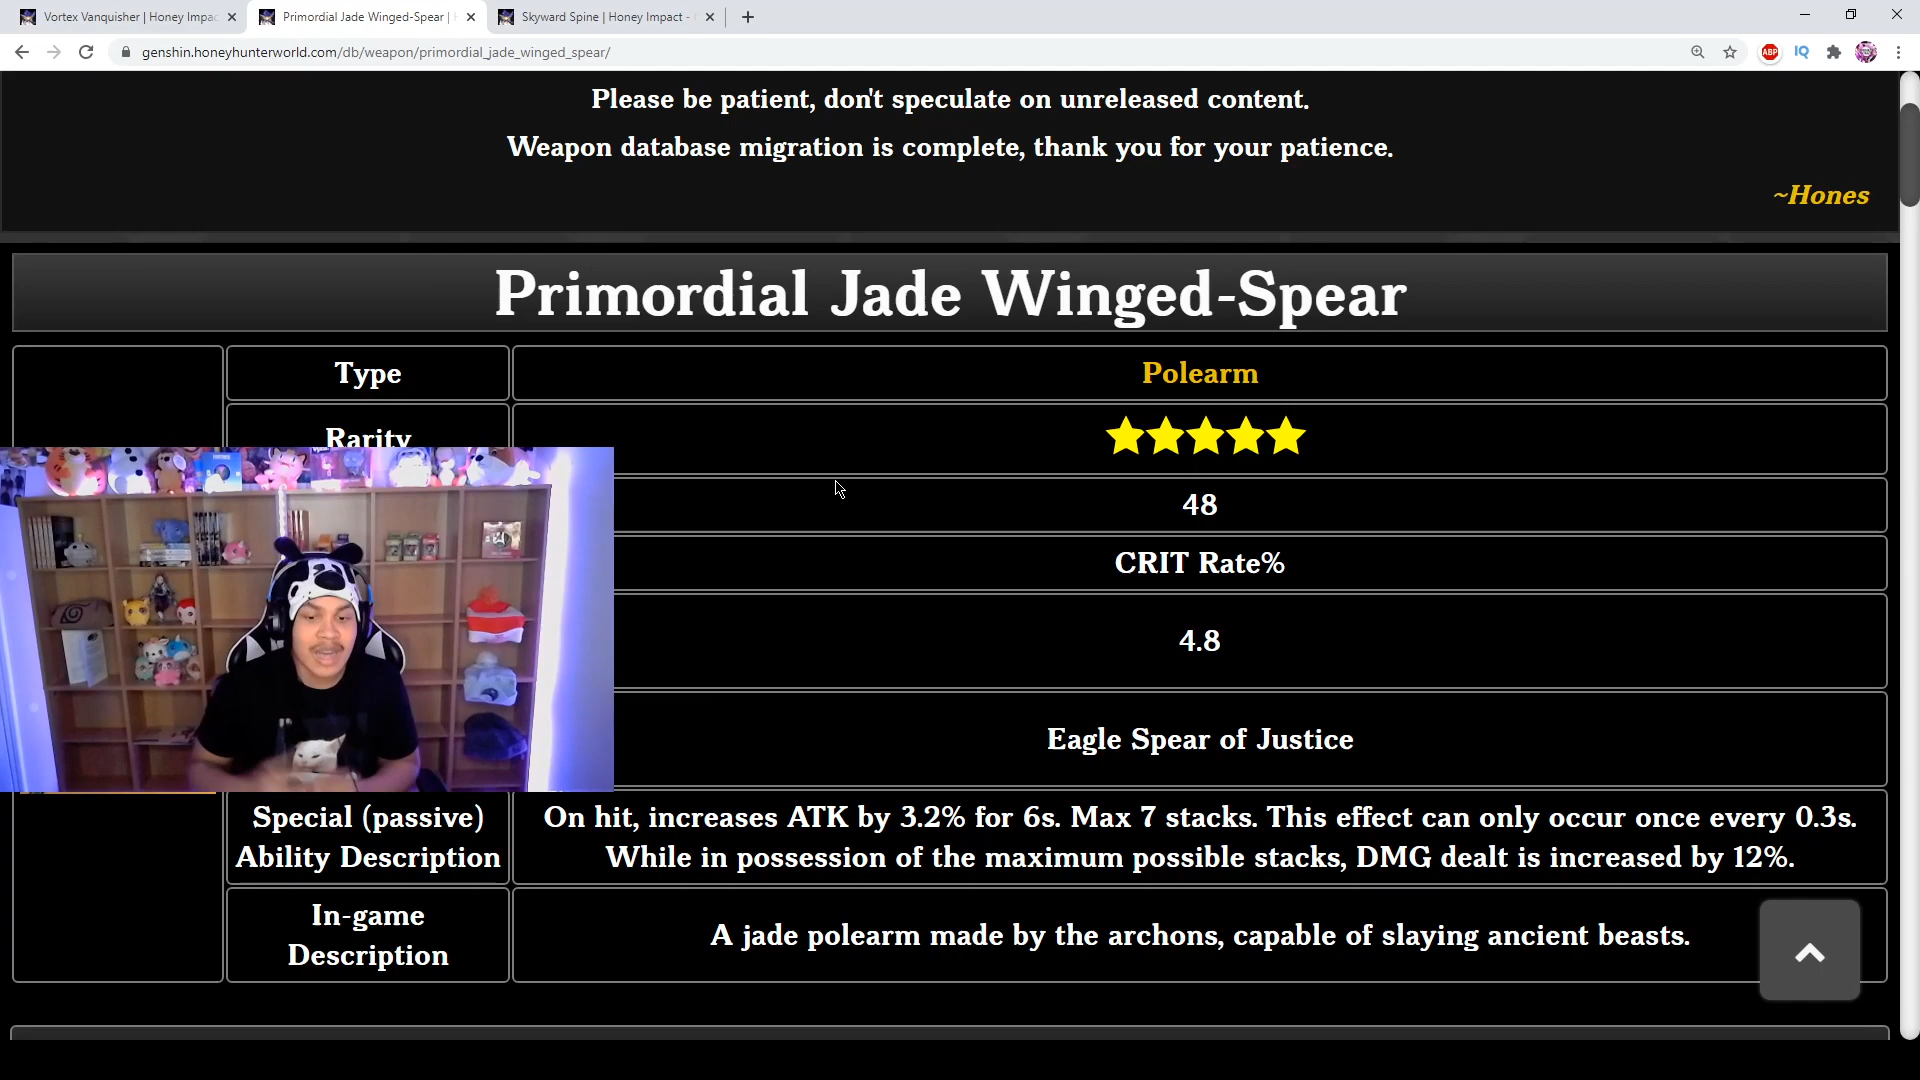 Vortex Vanquisher | Honey Impac
Primordial Jade Winged-Spear |
Skyward Spine | Honey Impact -
genshin.honeyhunterworld.com/db/weapon/primordial_jade_winged_spear/
ABP
IQ
Please be patient, don't speculate on unreleased content.
Weapon database migration is complete, thank you for your patience.
~Hones
Primordial Jade Winged-Spear
Type
Polearm
Rarity
48
CRIT Rate%
4.8
Eagle Spear of Justice
Special (passive)
Ability Description
On hit, increases ATK by 3.2% for 6s. Max 7 stacks. This effect can only occur once every 0.3s.
While in possession of the maximum possible stacks, DMG dealt is increased by 12%.
In-game
Description
A jade polearm made by the archons, capable of slaying ancient beasts.